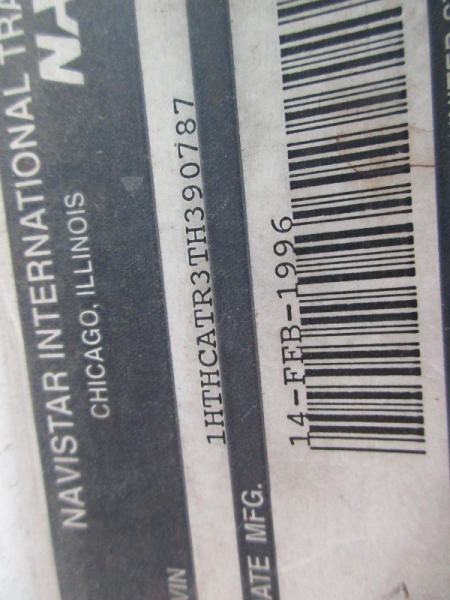 NAVISTAR INTERNATIONAL TRA
CHICAGO, ILLINOIS
VIN
1HTHCATR3TH390787
ATE MFG.
14-FEB-1996